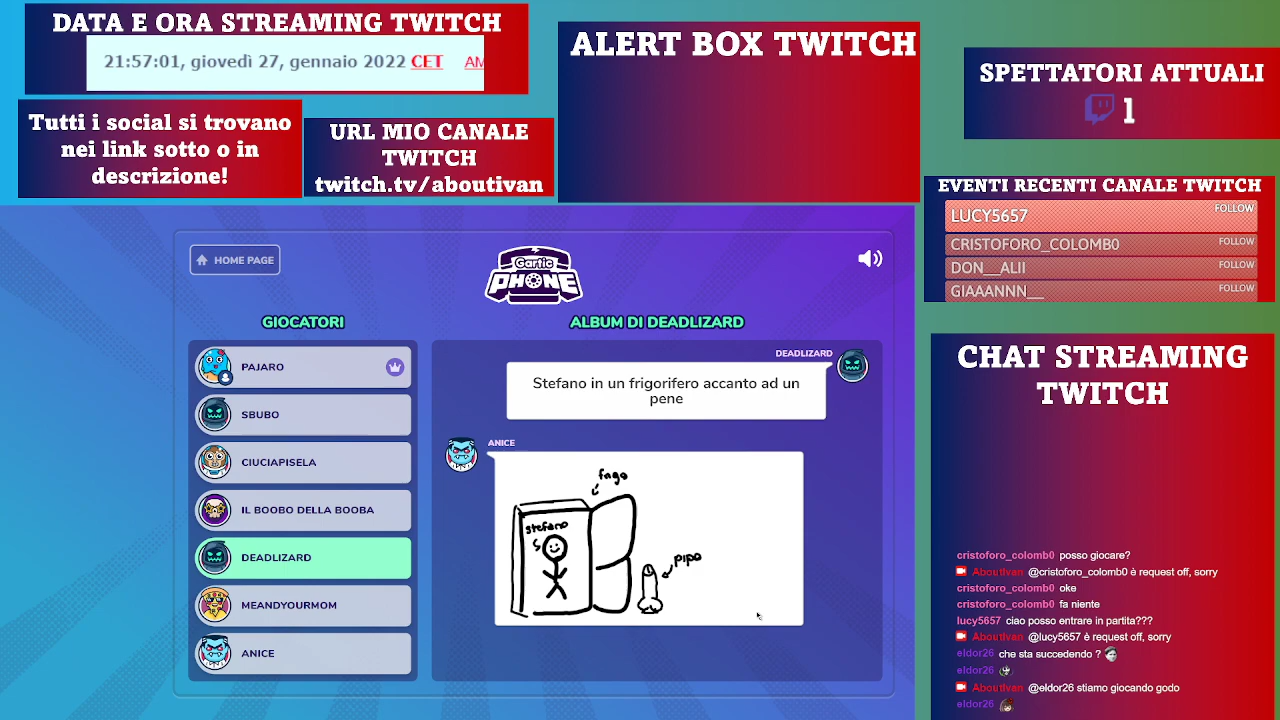 DATA E ORA STREAMING TWITCH
21:57:01, giovedì 27, gennaio 2022 CET AM
Tutti i social si trovano
nei link sotto o in
descrizione!
URL MIO CANALE
TWITCH
twitch.tv/aboutivan
ALERT BOX TWITCH
SPETTATORI ATTUALI
1
EVENTI RECENTI CANALE TWITCH
LUCY5657 FOLLOW
CRISTOFORO_COLOMB0 FOLLOW
DON__ALII FOLLOW
GIAAANNN__ FOLLOW
HOME PAGE
Gartic
PHONE
GIOCATORI
PAJARO
SBUBO
CIUCIAPISELA
IL BOOBO DELLA BOOBA
DEADLIZARD
MEANDYOURMOM
ANICE
ALBUM DI DEADLIZARD
DEADLIZARD
Stefano in un frigorifero accanto ad un
pene
ANICE
frigo
stefano
pipo
CHAT STREAMING
TWITCH
cristoforo_colomb0 posso giocare?
AboutIvan @cristoforo_colomb0 è request off, sorry
cristoforo_colomb0 oke
cristoforo_colomb0 fa niente
lucy5657 ciao posso entrare in partita???
AboutIvan @lucy5657 è request off, sorry
eldor26 che sta succedendo ?
eldor26
AboutIvan @eldor26 stiamo giocando godo
eldor26